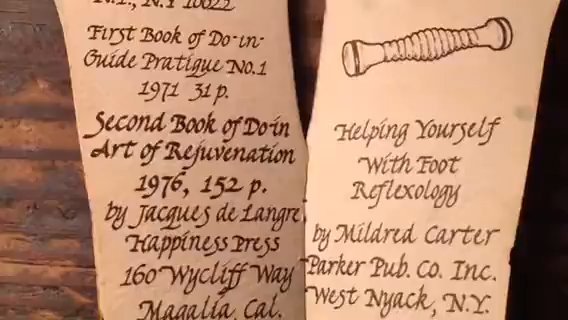 N.Y., N.Y 10022
First Book of Do-in-
Guide Pratique No.1
1971 31 p.
Second Book of Do in
Art of Rejuvenation
1976, 152 p.
by Jacques de Langre
Happiness Press
160 Wycliff Way
Magalia, Cal.
Helping Yourself
With Foot
Reflexology
by Mildred Carter
Parker Pub. Co. Inc.
West Nyack, N.Y.